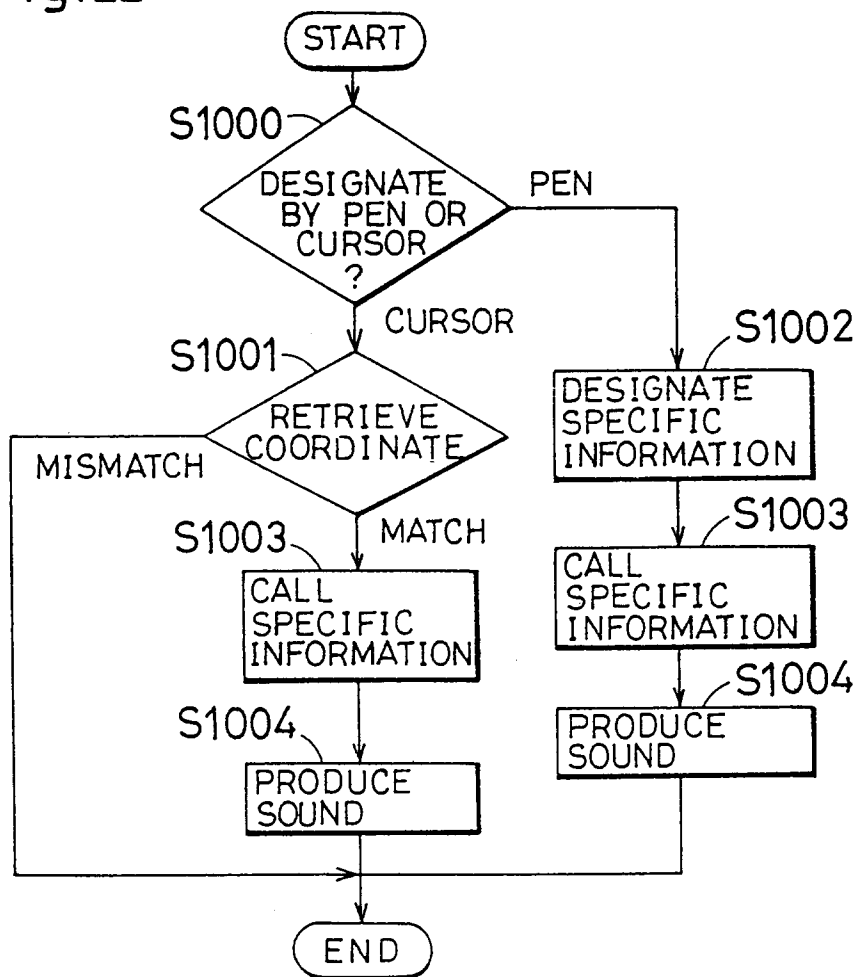 START
S1000
DESIGNATE
BY PEN OR
CURSOR
?
PEN
CURSOR
S1001
RETRIEVE
COORDINATE
MISMATCH
MATCH
S1002
DESIGNATE
SPECIFIC
INFORMATION
S1003
CALL
SPECIFIC
INFORMATION
S1003
CALL
SPECIFIC
INFORMATION
S1004
PRODUCE
SOUND
S1004
PRODUCE
SOUND
END